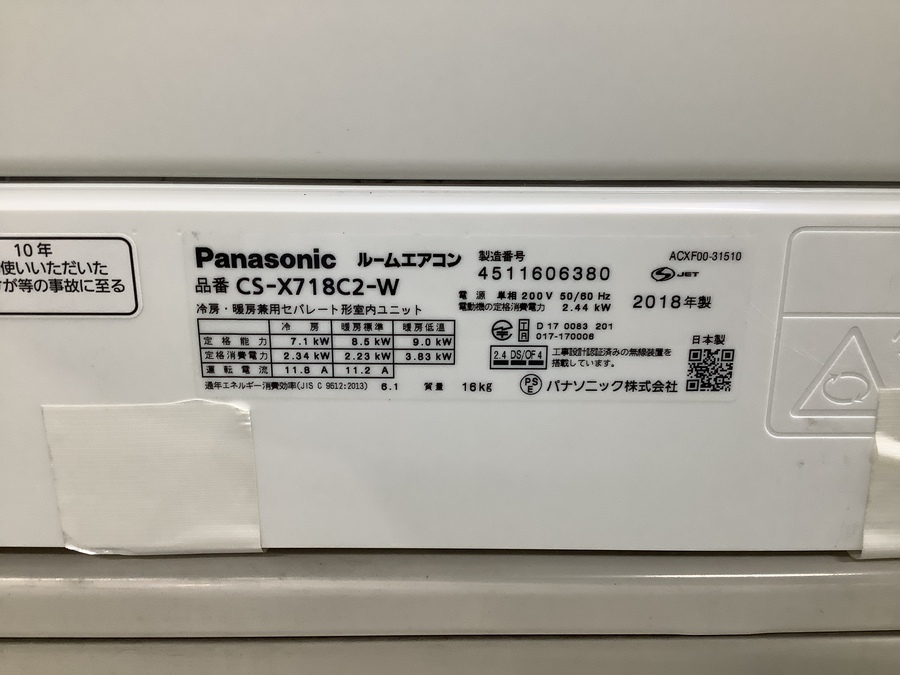 10年
使いいただいた
が等の事故に至る
Panasonic ルームエアコン
品番 CS-X718C2-W
冷房・暖房兼用セパレート形室内ユニット
冷 房 暖房標準 暖房低温
定格能力 7.1 kW 8.5 kW 9.0 kW
定格消費電力 2.34 kW 2.23 kW 3.83 kW
運転電流 11.8 A 11.2 A
通年エネルギー消費効率(JIS C 9612:2013) 6.1 質量 16kg
製造番号
4511606380
電源 単相 200V 50/60 Hz
電動機の定格消費電力 2.44 kW
D 17 0083 201
017-170006
2.4 DS/OF4
工事設計認証済みの無線装置を
搭載しています。
PSE パナソニック株式会社
ACXF00-31510
S JET
2018年製
日本製